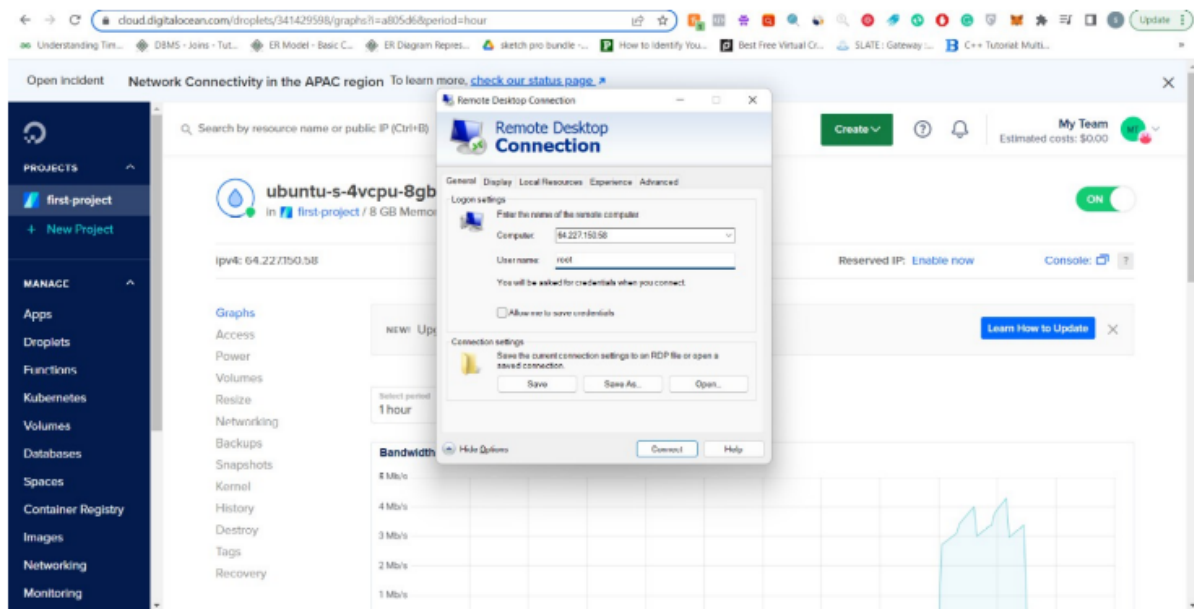 cloud.digitalocean.com/droplets/341429598/graphs?i=a805d6&period=hour
Update
Understanding Tim...
DBMS - Joins - Tut...
ER Model - Basic C...
ER Diagram Repres...
sketch pro bundle -...
How to Identify You...
Best Free Virtual Cr...
SLATE : Gateway :...
C++ Tutorial: Multi...
Open Incident Network Connectivity in the APAC region To learn more, check our status page
Remote Desktop Connection
Remote Desktop
Connection
Search by resource name or public IP (Ctrl+B)
Create
My Team
Estimated costs: $0.00
MT
PROJECTS
first-project
+ New Project
MANAGE
Apps
Droplets
Functions
Kubernetes
Volumes
Databases
Spaces
Container Registry
Images
Networking
Monitoring
ubuntu-s-4vcpu-8gb
in first-project / 8 GB Memo
ON
ipv4: 64.227.150.58
Reserved IP: Enable now
Console:
?
Graphs
Access
Power
Volumes
Resize
Networking
Backups
Snapshots
Kernel
History
Destroy
Tags
Recovery
NEW! Upg
Learn How to Update
Select period
1 hour
Bandwidth
5 Mb/s
4 Mb/s
3 Mb/s
2 Mb/s
1 Mb/s
General Display Local Resources Experience Advanced
Logon settings
Enter the name of the remote computer
Computer: 64.227.150.58
User name: root
You will be asked for credentials when you connect.
Allow me to save credentials
Connection settings
Save the current connection settings to an RDP file or open a
saved connection.
Save
Save As...
Open...
Hide Options
Connect
Help